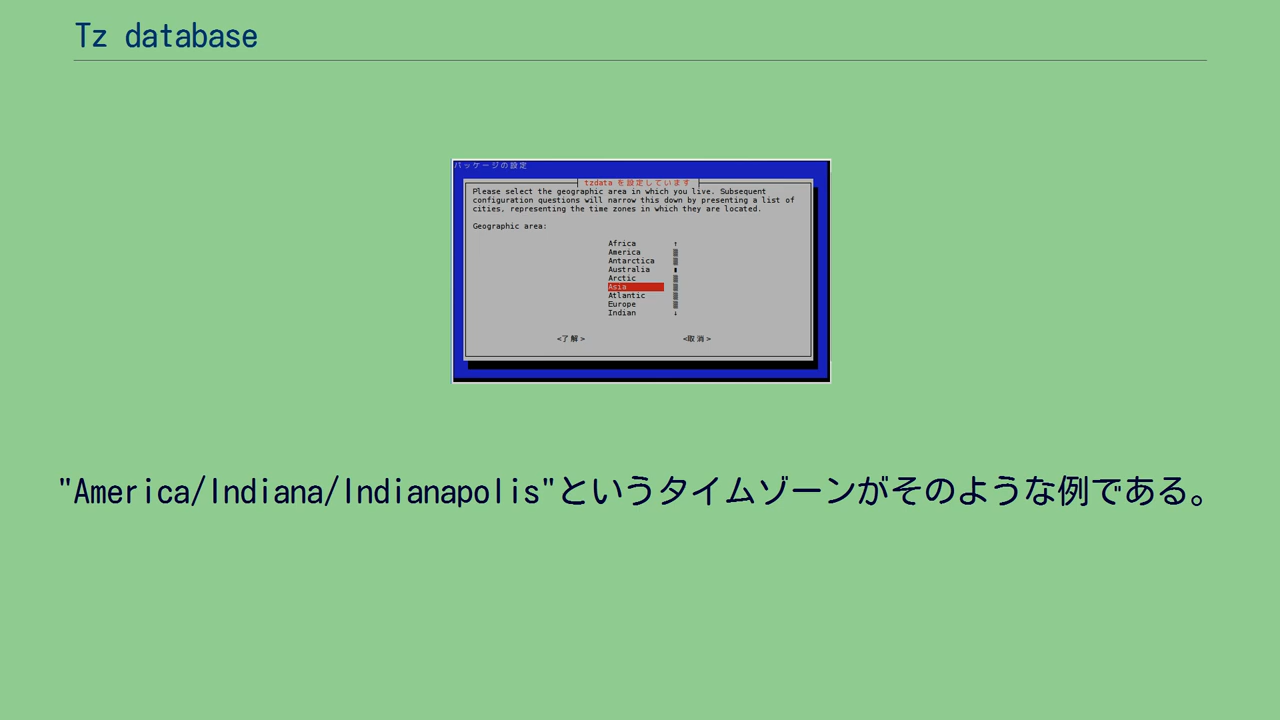 Tz database
パッケージの設定
tzdata を設定しています
Please select the geographic area in which you live. Subsequent
configuration questions will narrow this down by presenting a list of
cities, representing the time zones in which they are located.
Geographic area:
Africa
America
Antarctica
Australia
Arctic
Asia
Atlantic
Europe
Indian
<了解> <取消>
"America/Indiana/Indianapolis"というタイムゾーンがそのような例である。